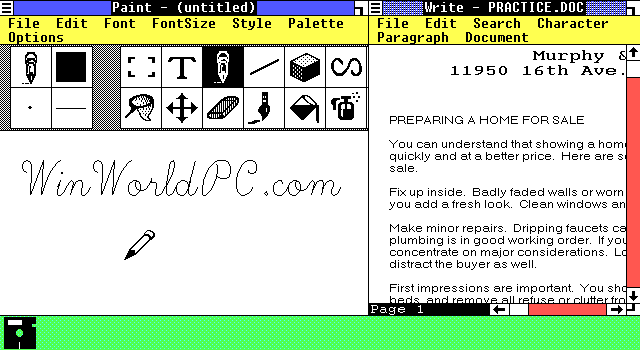 Paint - (untitled)
File Edit Font FontSize Style Palette
Options
WinWorldPC.com
Write - PRACTICE.DOC
File Edit Search Character
Paragraph Document
Murphy &
11950 16th Ave.
PREPARING A HOME FOR SALE
You can understand that showing a hom
quickly and at a better price. Here are s
sale.
Fix up inside. Badly faded walls or worn
you add a fresh look. Clean windows an
Make minor repairs. Dripping faucets ca
plumbing is in good working order. If you
concentrate on major considerations. Lo
distract the buyer as well.
First impressions are important. You sho
beds, and remove all refuse or clutter fro
Page 1